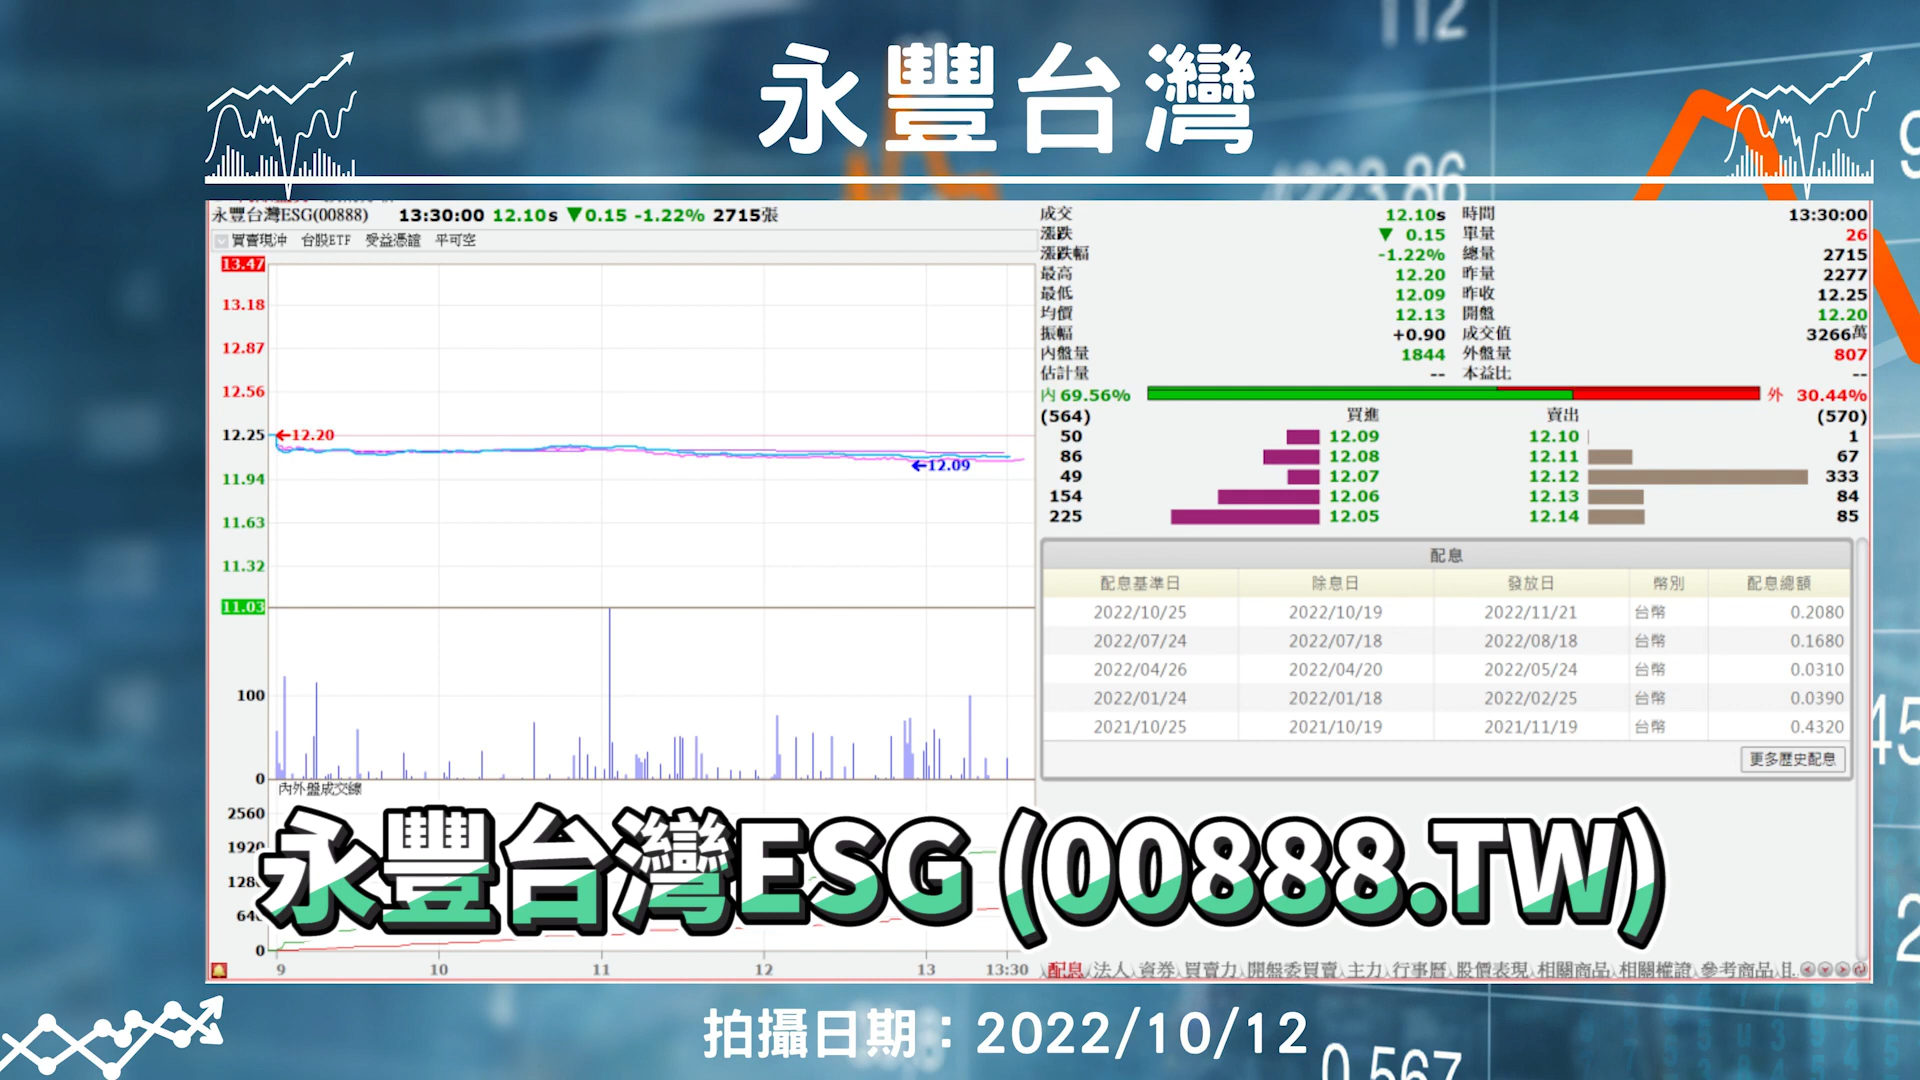 永豐台灣
永豐台灣ESG(00888) 13:30:00 12.10s ▼0.15 -1.22% 2715張
買賣現沖 台股ETF 受益憑證 平可空
13.47
13.18
12.87
12.56
12.25
11.94
11.63
11.32
11.03
←12.20
←12.09
100
0
內外盤成交線
2560
1920
128
64
0
9 10 11 12 13 13:30
成交 12.10s 時間 13:30:00
漲跌 ▼ 0.15 單量 26
漲跌幅 -1.22% 總量 2715
最高 12.20 昨量 2277
最低 12.09 昨收 12.25
均價 12.13 開盤 12.20
振幅 +0.90 成交值 3266萬
內盤量 1844 外盤量 807
估計量 -- 本益比 --
內 69.56% 外 30.44%
(564) 買進 賣出 (570)
50 12.09 12.10 1
86 12.08 12.11 67
49 12.07 12.12 333
154 12.06 12.13 84
225 12.05 12.14 85
配息
配息基準日 除息日 發放日 幣別 配息總額
2022/10/25 2022/10/19 2022/11/21 台幣 0.2080
2022/07/24 2022/07/18 2022/08/18 台幣 0.1680
2022/04/26 2022/04/20 2022/05/24 台幣 0.0310
2022/01/24 2022/01/18 2022/02/25 台幣 0.0390
2021/10/25 2021/10/19 2021/11/19 台幣 0.4320
更多歷史配息
永豐台灣ESG (00888.TW)
配息 法人 資券 買賣力 開盤委買賣 主力 行事曆 股價表現 相關商品 相關權證 參考商品
拍攝日期：2022/10/12
112
4223.86
9
45
2
0.567